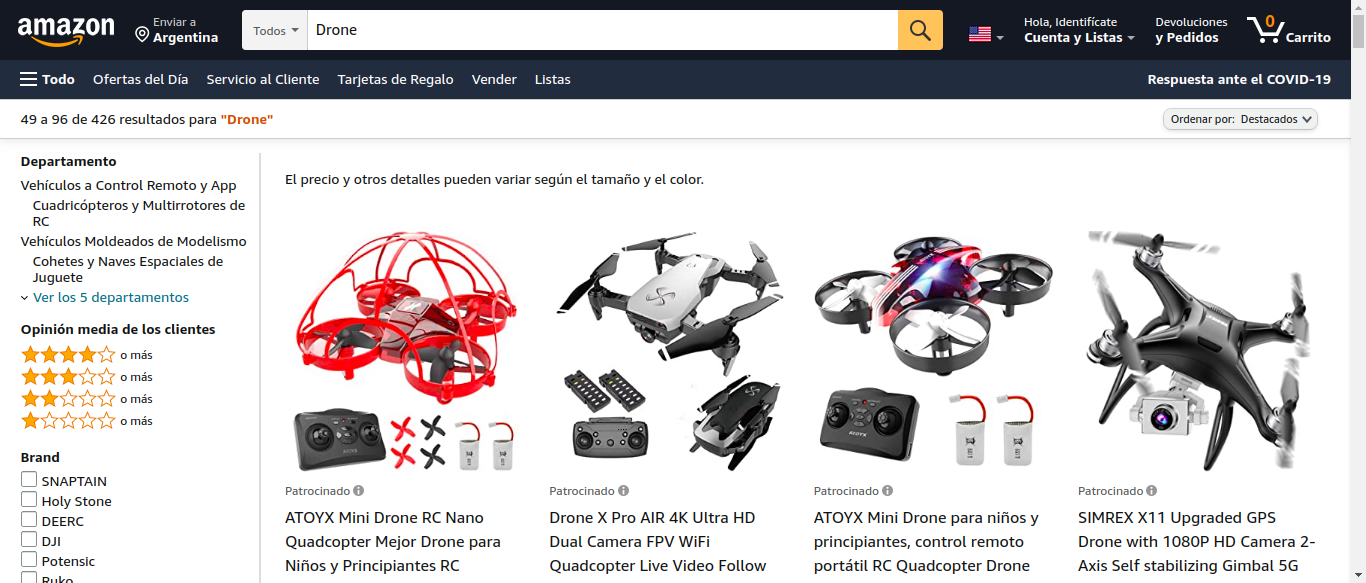 amazon
Enviar a
Argentina
Todos
Drone
Hola, Identifícate
Cuenta y Listas
Devoluciones
y Pedidos
0
Carrito
Todo
Ofertas del Día
Servicio al Cliente
Tarjetas de Regalo
Vender
Listas
Respuesta ante el COVID-19
49 a 96 de 426 resultados para "Drone"
Ordenar por: Destacados
Departamento
Vehículos a Control Remoto y App
Cuadricópteros y Multirrotores de
RC
Vehículos Moldeados de Modelismo
Cohetes y Naves Espaciales de
Juguete
Ver los 5 departamentos
Opinión media de los clientes
o más
o más
o más
o más
Brand
SNAPTAIN
Holy Stone
DEERC
DJI
Potensic
Ruko
El precio y otros detalles pueden variar según el tamaño y el color.
ATOYX
Patrocinado
ATOYX Mini Drone RC Nano
Quadcopter Mejor Drone para
Niños y Principiantes RC
Patrocinado
Drone X Pro AIR 4K Ultra HD
Dual Camera FPV WiFi
Quadcopter Live Video Follow
ATOYX
Patrocinado
ATOYX Mini Drone para niños y
principiantes, control remoto
portátil RC Quadcopter Drone
Patrocinado
SIMREX X11 Upgraded GPS
Drone with 1080P HD Camera 2-
Axis Self stabilizing Gimbal 5G